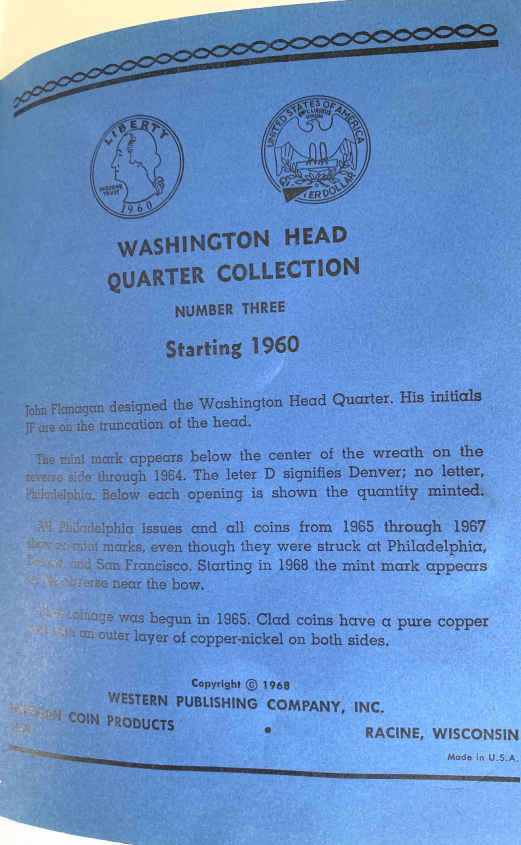 LIBERTY
IN GOD WE TRUST
1960
UNITED STATES OF AMERICA
E PLURIBUS UNUM
ER DOLLAR
WASHINGTON HEAD
QUARTER COLLECTION
NUMBER THREE
Starting 1960
John Flanagan designed the Washington Head Quarter. His initials
JF are on the truncation of the head.
The mint mark appears below the center of the wreath on the
reverse side through 1964. The leter D signifies Denver; no letter,
Philadelphia. Below each opening is shown the quantity minted.
All Philadelphia issues and all coins from 1965 through 1967
show no mint marks, even though they were struck at Philadelphia,
Denver and San Francisco. Starting in 1968 the mint mark appears
obverse near the bow.
coinage was begun in 1965. Clad coins have a pure copper
an outer layer of copper-nickel on both sides.
Copyright © 1968
WESTERN PUBLISHING COMPANY, INC.
COIN PRODUCTS • RACINE, WISCONSIN
Made in U.S.A.